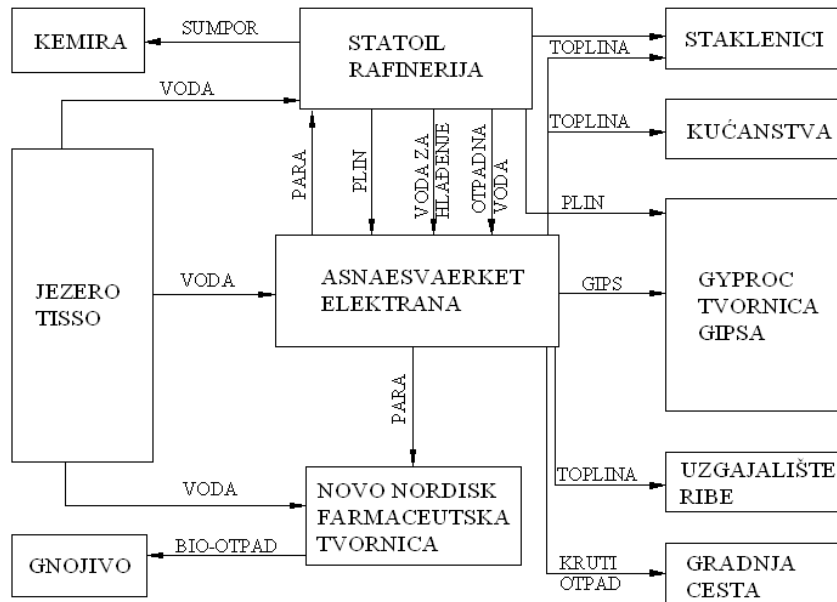 KEMIRA
SUMPOR
STATOIL
RAFINERIJA
TOPLINA
STAKLENICI
VODA
TOPLINA
KUĆANSTVA
PARA
PLIN
VODA ZA
HLAĐENJE
OTPADNA
VODA
PLIN
JEZERO
TISSO
VODA
ASNAESVAERKET
ELEKTRANA
GIPS
GYPROC
TVORNICA
GIPSA
PARA
VODA
NOVO NORDISK
FARMACEUTSKA
TVORNICA
TOPLINA
UZGAJALIŠTE
RIBE
GNOJIVO
BIO-OTPAD
KRUTI
OTPAD
GRADNJA
CESTA